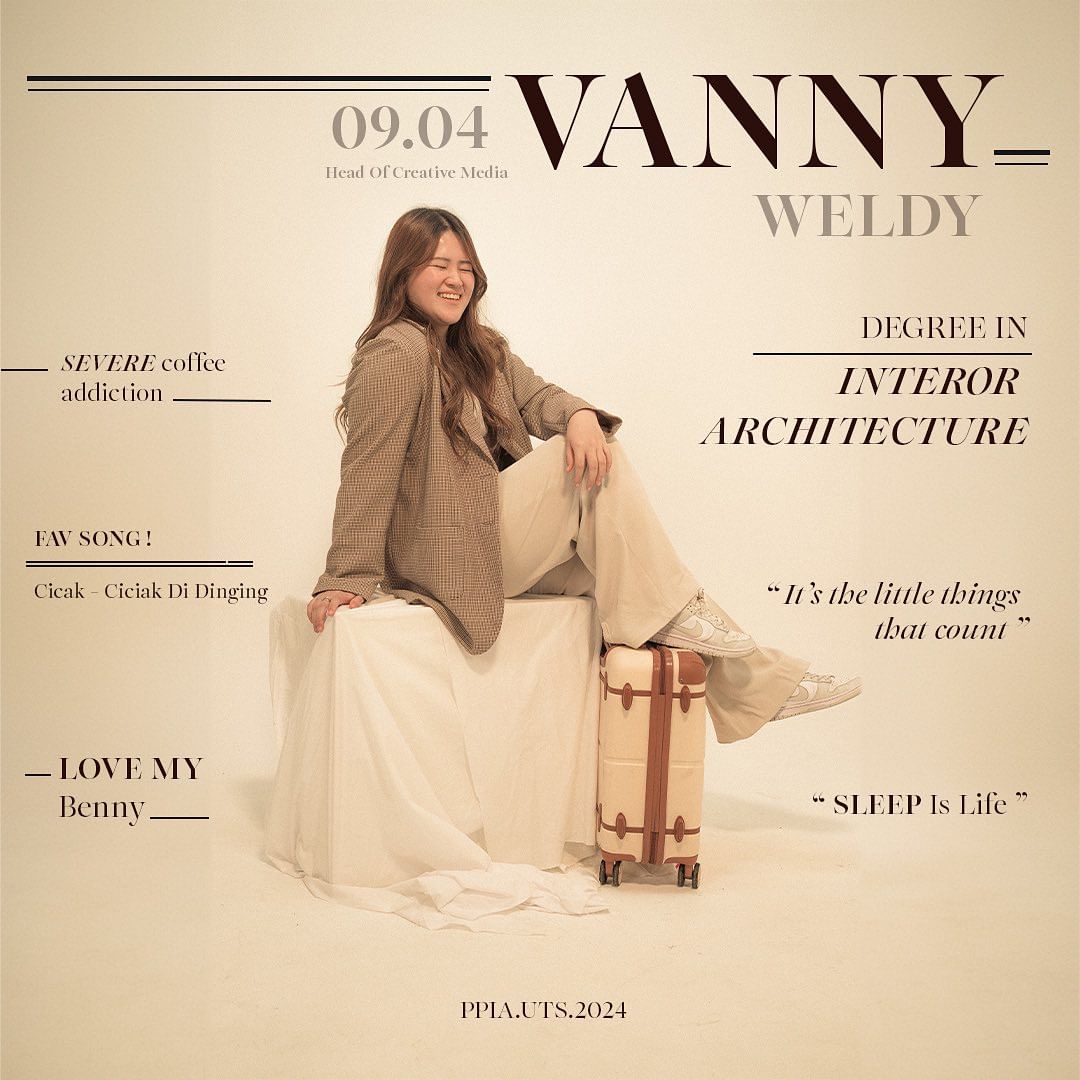 VANNY
WELDY
09.04
Head Of Creative Media
DEGREE IN
INTEROR
ARCHITECTURE
SEVERE coffee
addiction
FAV SONG!
Cicak - Ciciak Di Dinging
“It’s the little things
that count”
LOVE MY
Benny
“ SLEEP Is Life ”
PPIA.UTS.2024